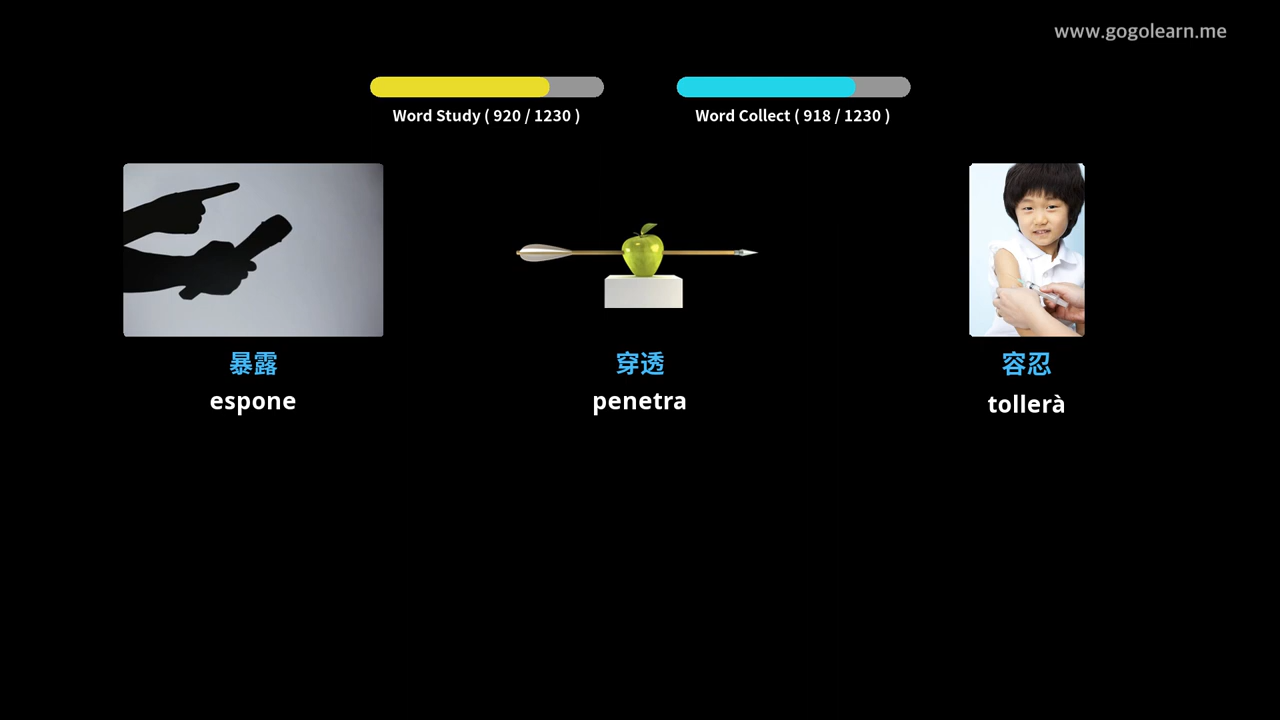 www.gogolearn.me
Word Study ( 920 / 1230 )
Word Collect ( 918 / 1230 )
暴露
穿透
容忍
espone
penetra
tollerà